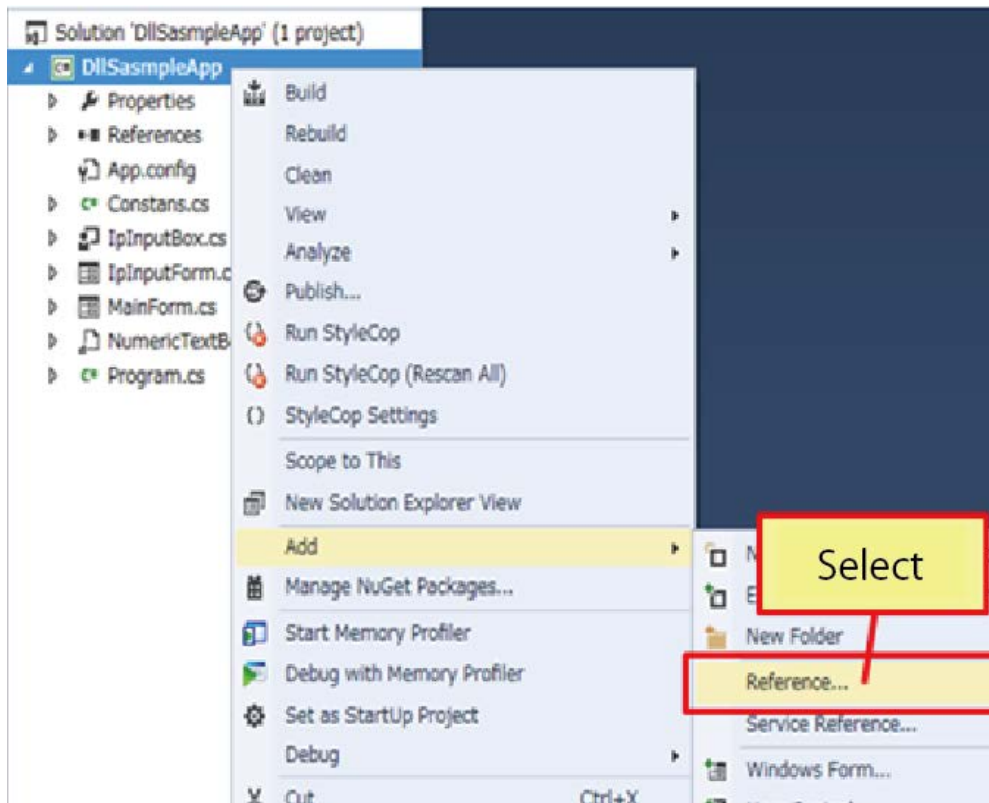 Solution 'DllSasmpleApp' (1 project)
DllSasmpleApp
Properties
References
App.config
Constans.cs
IpInputBox.cs
IpInputForm.c
MainForm.cs
NumericTextB
Program.cs
Build
Rebuild
Clean
View
Analyze
Publish...
Run StyleCop
Run StyleCop (Rescan All)
StyleCop Settings
Scope to This
New Solution Explorer View
Add
Manage NuGet Packages...
Start Memory Profiler
Debug with Memory Profiler
Set as StartUp Project
Debug
Cut Ctrl+X
Select
New Folder
Reference...
Service Reference...
Windows Form...